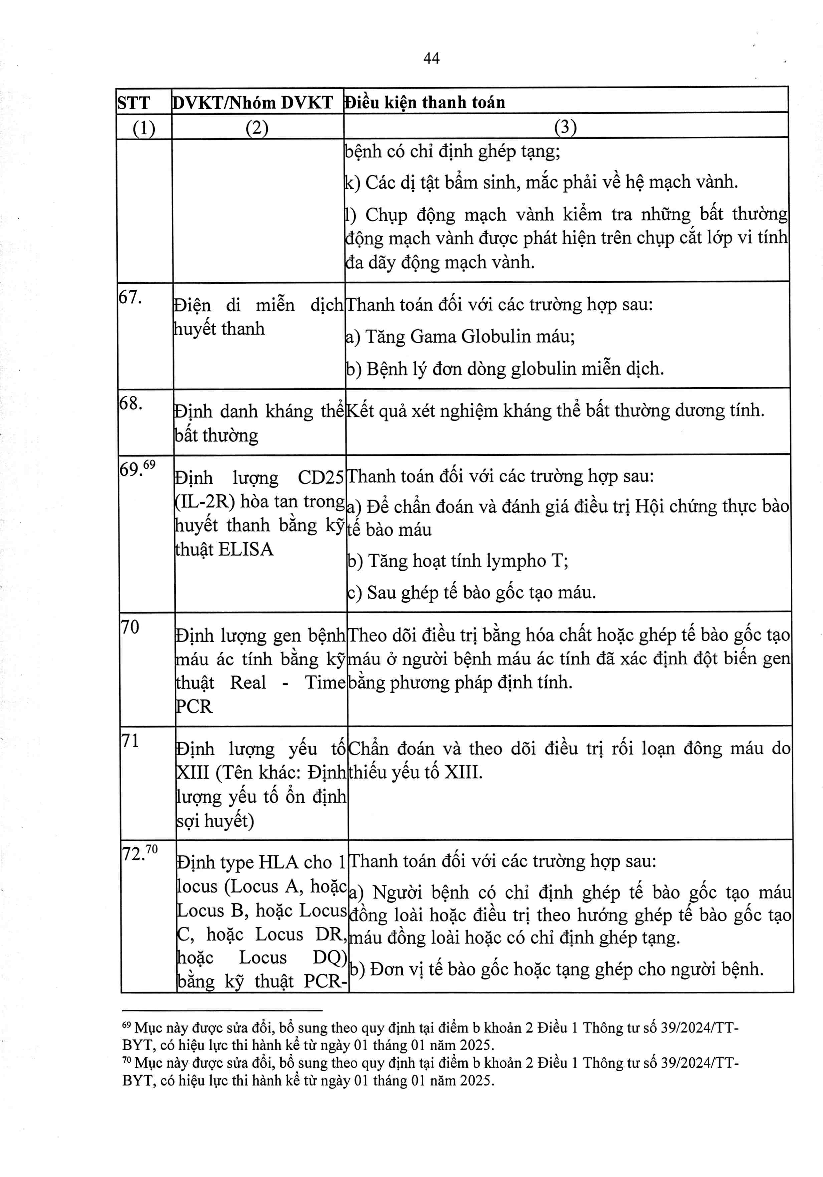 44
STT DVKT/Nhóm DVKT Điều kiện thanh toán
(1) (2) (3)
bệnh có chỉ định ghép tạng;
k) Các dị tật bẩm sinh, mắc phải về hệ mạch vành.
l) Chụp động mạch vành kiểm tra những bất thường
động mạch vành được phát hiện trên chụp cắt lớp vi tính
đa dãy động mạch vành.
67.
Điện di miễn dịch
huyết thanh
Thanh toán đối với các trường hợp sau:
a) Tăng Gama Globulin máu;
b) Bệnh lý đơn dòng globulin miễn dịch.
68.
Định danh kháng thể
bất thường
Kết quả xét nghiệm kháng thể bất thường dương tính.
69.⁶⁹
Định lượng CD25
(IL-2R) hòa tan trong
huyết thanh bằng kỹ
thuật ELISA
Thanh toán đối với các trường hợp sau:
a) Để chẩn đoán và đánh giá điều trị Hội chứng thực bào
tế bào máu
b) Tăng hoạt tính lympho T;
c) Sau ghép tế bào gốc tạo máu.
70
Định lượng gen bệnh
máu ác tính bằng kỹ
thuật Real - Time
PCR
Theo dõi điều trị bằng hóa chất hoặc ghép tế bào gốc tạo
máu ở người bệnh máu ác tính đã xác định đột biến gen
bằng phương pháp định tính.
71
Định lượng yếu tố
XIII (Tên khác: Định
lượng yếu tố ổn định
sợi huyết)
Chẩn đoán và theo dõi điều trị rối loạn đông máu do
thiếu yếu tố XIII.
72.⁷⁰
Định type HLA cho 1
locus (Locus A, hoặc
Locus B, hoặc Locus
C, hoặc Locus DR,
hoặc Locus DQ)
bằng kỹ thuật PCR-
Thanh toán đối với các trường hợp sau:
a) Người bệnh có chỉ định ghép tế bào gốc tạo máu
đồng loài hoặc điều trị theo hướng ghép tế bào gốc tạo
máu đồng loài hoặc có chỉ định ghép tạng.
b) Đơn vị tế bào gốc hoặc tạng ghép cho người bệnh.
⁶⁹ Mục này được sửa đổi, bổ sung theo quy định tại điểm b khoản 2 Điều 1 Thông tư số 39/2024/TT-
BYT, có hiệu lực thi hành kể từ ngày 01 tháng 01 năm 2025.
⁷⁰ Mục này được sửa đổi, bổ sung theo quy định tại điểm b khoản 2 Điều 1 Thông tư số 39/2024/TT-
BYT, có hiệu lực thi hành kể từ ngày 01 tháng 01 năm 2025.